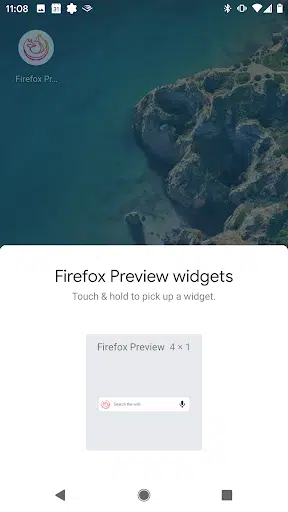 11:08
31
Firefox Pr...
Firefox Preview widgets
Touch & hold to pick up a widget.
Firefox Preview 4 × 1
Search the web